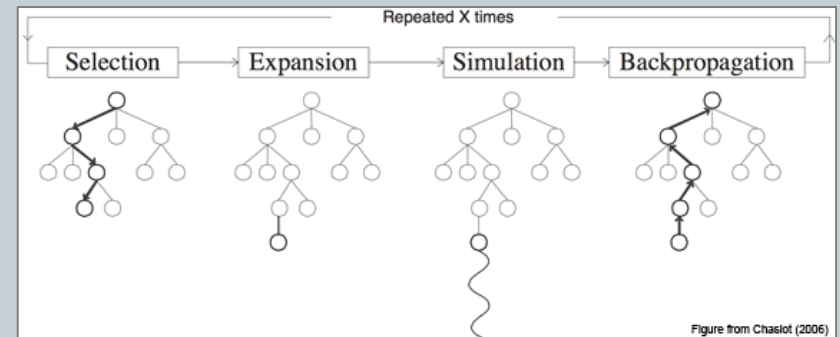 Repeated X times
Selection Expansion Simulation Backpropagation
Figure from Chaslot (2006)